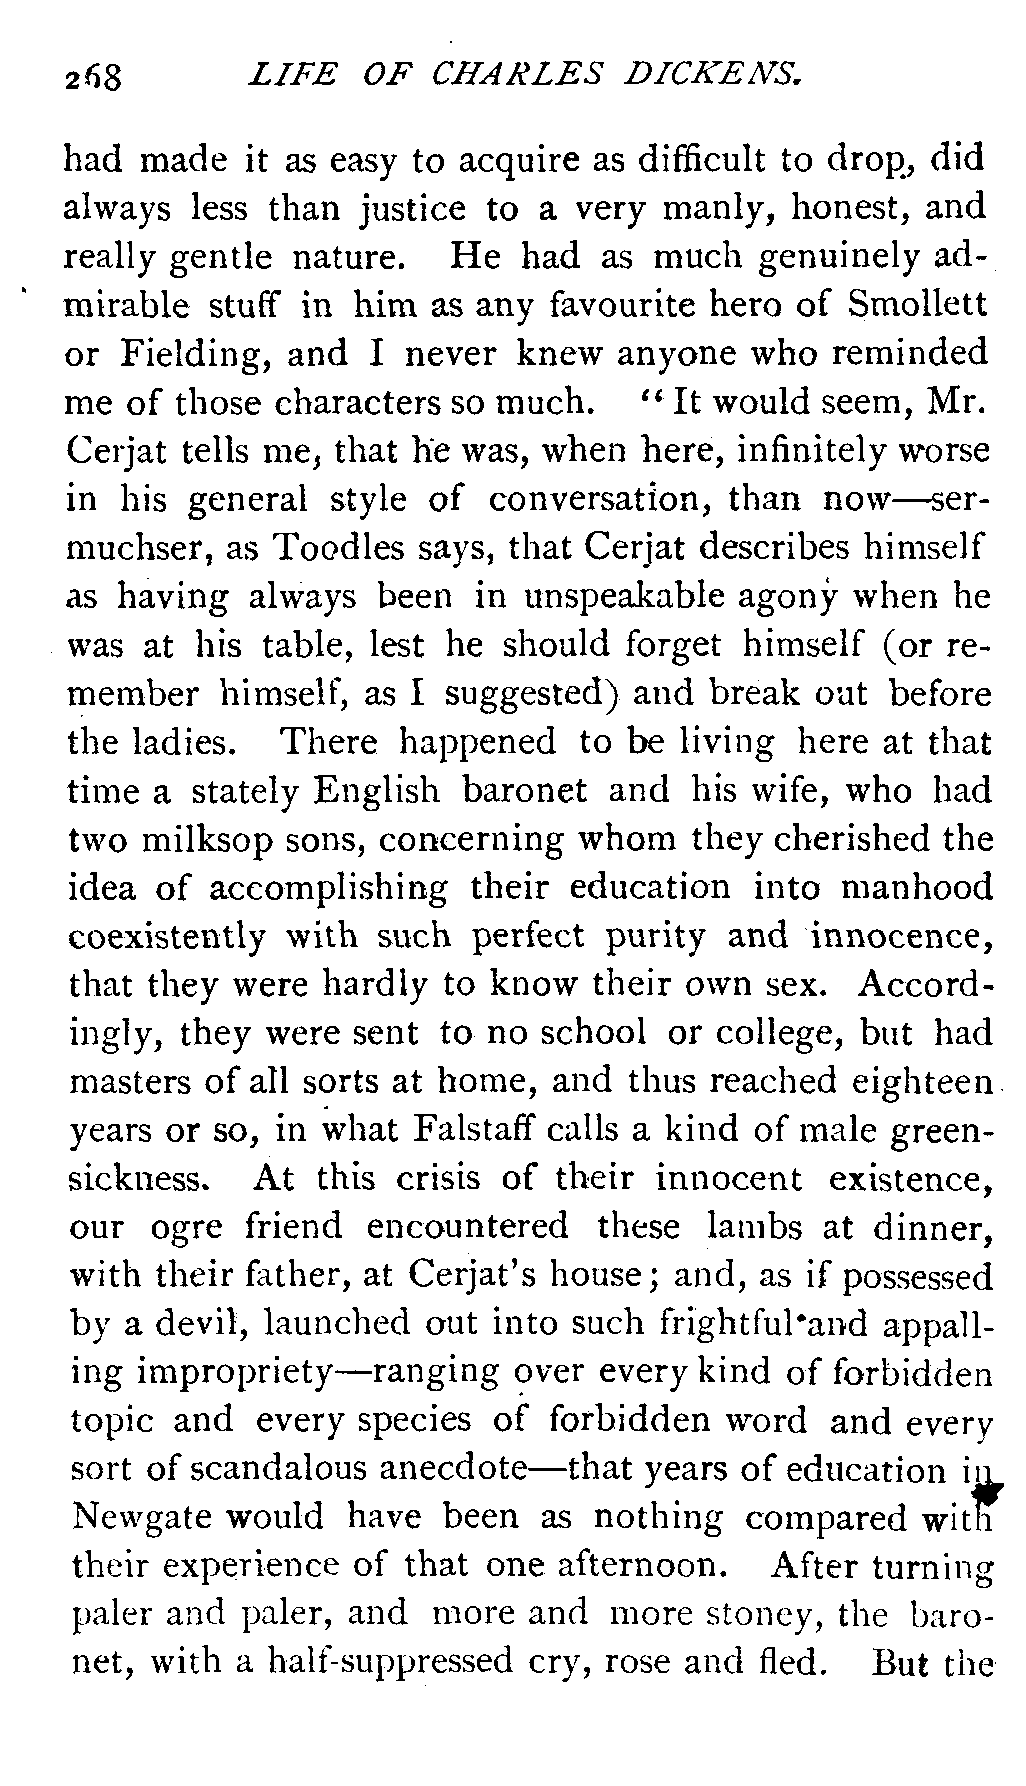 268 LIFE OF CHARLES DICKENS.
had made it as easy to acquire as difficult to drop, did
always less than justice to a very manly, honest, and
really gentle nature. He had as much genuinely ad-
mirable stuff in him as any favourite hero of Smollett
or Fielding, and I never knew anyone who reminded
me of those characters so much. “It would seem, Mr.
Cerjat tells me, that he was, when here, infinitely worse
in his general style of conversation, than now—ser-
muchser, as Toodles says, that Cerjat describes himself
as having always been in unspeakable agony when he
was at his table, lest he should forget himself (or re-
member himself, as I suggested) and break out before
the ladies. There happened to be living here at that
time a stately English baronet and his wife, who had
two milksop sons, concerning whom they cherished the
idea of accomplishing their education into manhood
coexistently with such perfect purity and innocence,
that they were hardly to know their own sex. Accord-
ingly, they were sent to no school or college, but had
masters of all sorts at home, and thus reached eighteen
years or so, in what Falstaff calls a kind of male green-
sickness. At this crisis of their innocent existence,
our ogre friend encountered these lambs at dinner,
with their father, at Cerjat's house; and, as if possessed
by a devil, launched out into such frightful and appall-
ing impropriety—ranging over every kind of forbidden
topic and every species of forbidden word and every
sort of scandalous anecdote—that years of education in
Newgate would have been as nothing compared with
their experience of that one afternoon. After turning
paler and paler, and more and more stoney, the baro-
net, with a half-suppressed cry, rose and fled. But the